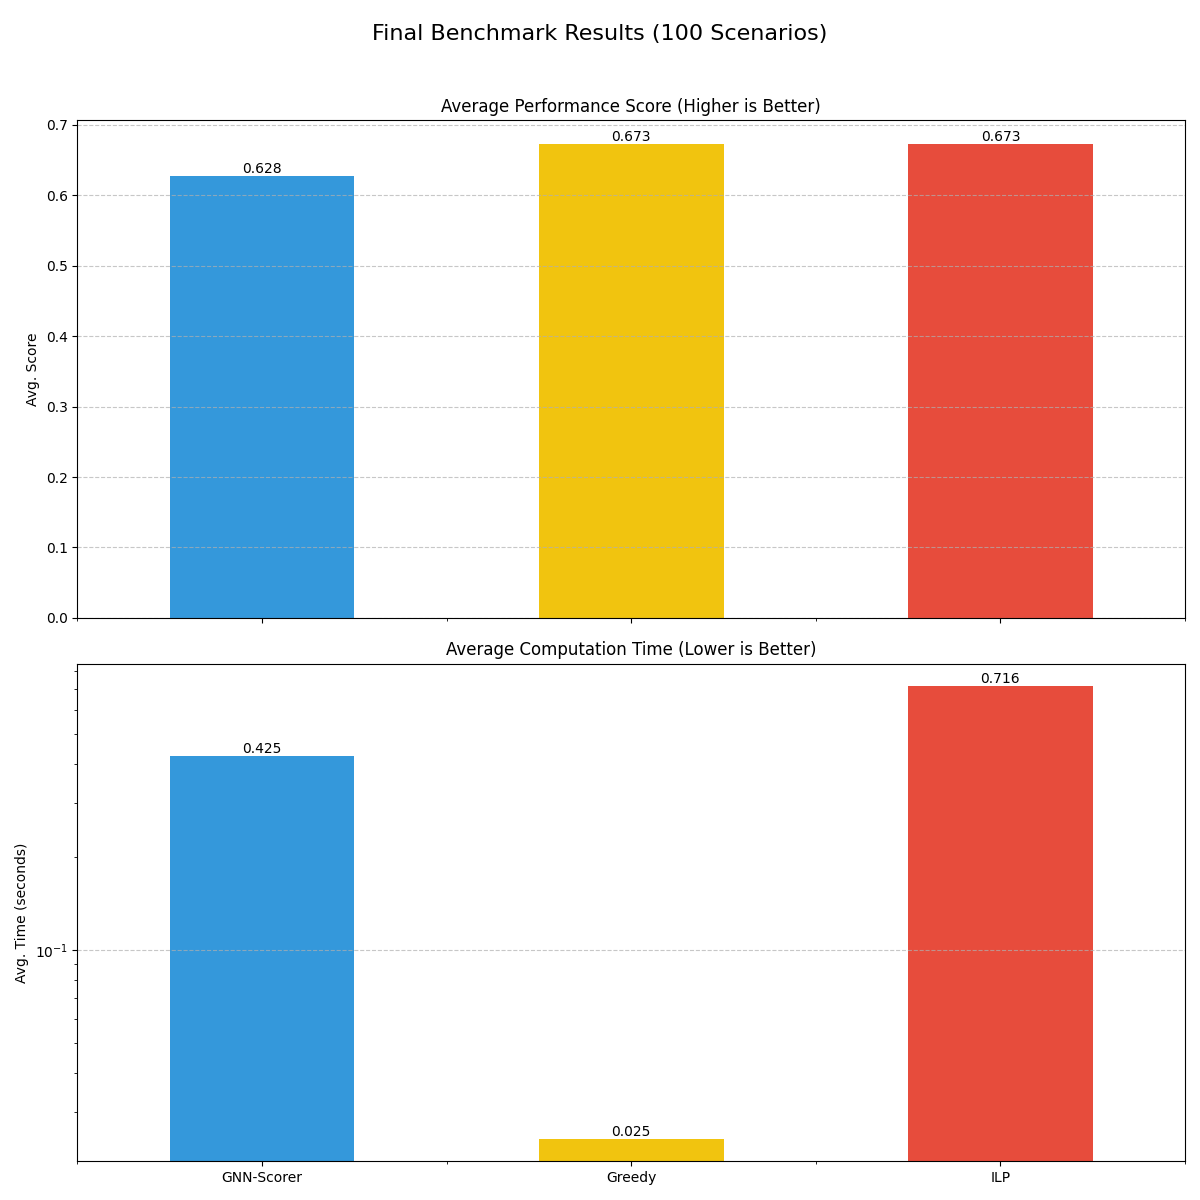 Final Benchmark Results (100 Scenarios)
Average Performance Score (Higher is Better)
0.7
0.6
0.5
0.4
0.3
0.2
0.1
0.0
Avg. Score
0.628
0.673
0.673
Average Computation Time (Lower is Better)
10⁻¹
Avg. Time (seconds)
0.425
0.025
0.716
GNN-Scorer
Greedy
ILP